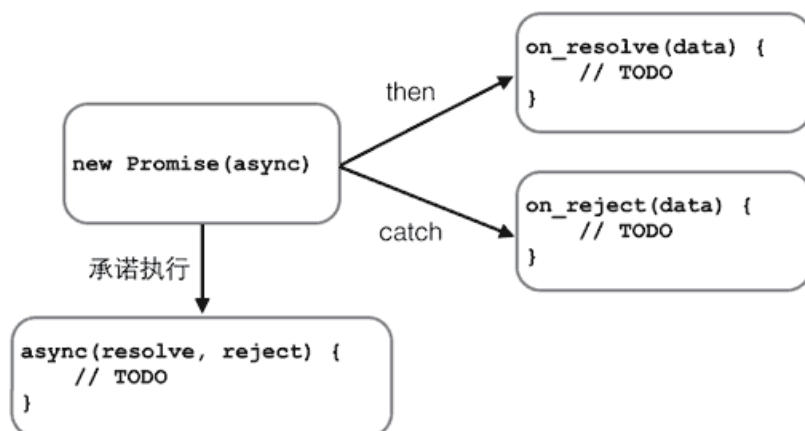 new Promise(async)
then
on_resolve(data) {
    // TODO
}
catch
on_reject(data) {
    // TODO
}
承诺执行
async(resolve, reject) {
    // TODO
}